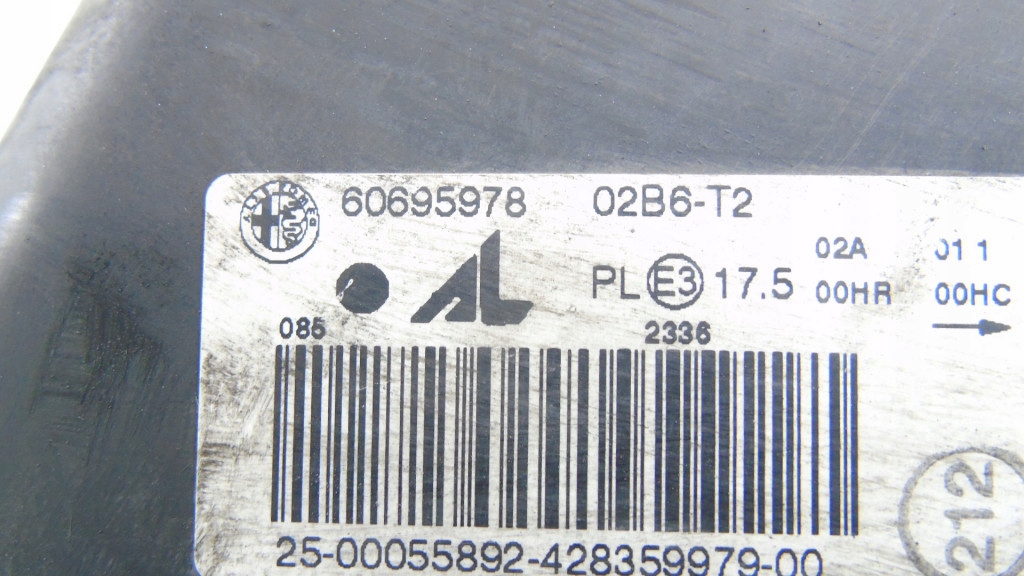 60695978 02B6-T2
AL
PL E3 17.5
02A 01 1
00HR 00HC
085 2336
25-00055892-428359979-00
212